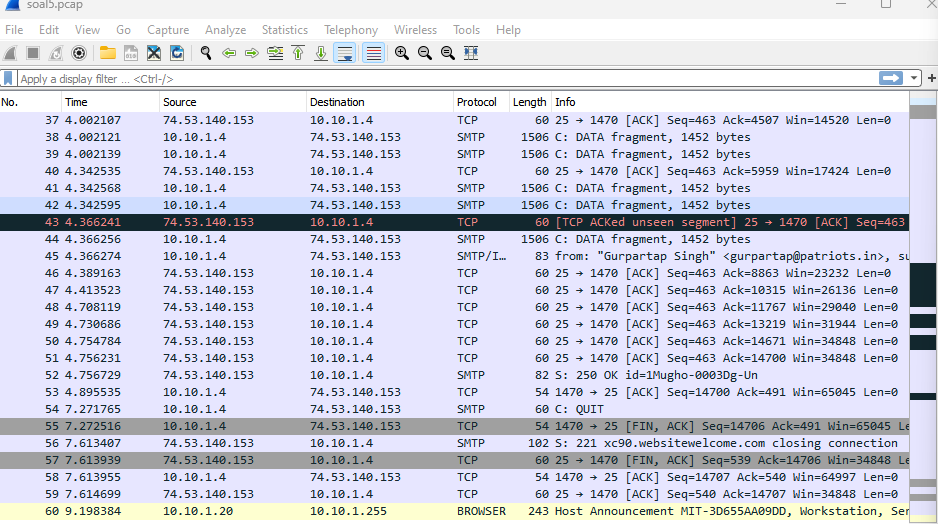 soal5.pcap
File Edit View Go Capture Analyze Statistics Telephony Wireless Tools Help
Apply a display filter ... <Ctrl-/>
No. Time Source Destination Protocol Length Info
37 4.002107 74.53.140.153 10.10.1.4 TCP 60 25 → 1470 [ACK] Seq=463 Ack=4507 Win=14520 Len=0
38 4.002121 10.10.1.4 74.53.140.153 SMTP 1506 C: DATA fragment, 1452 bytes
39 4.002139 10.10.1.4 74.53.140.153 SMTP 1506 C: DATA fragment, 1452 bytes
40 4.342535 74.53.140.153 10.10.1.4 TCP 60 25 → 1470 [ACK] Seq=463 Ack=5959 Win=17424 Len=0
41 4.342568 10.10.1.4 74.53.140.153 SMTP 1506 C: DATA fragment, 1452 bytes
42 4.342595 10.10.1.4 74.53.140.153 SMTP 1506 C: DATA fragment, 1452 bytes
43 4.366241 74.53.140.153 10.10.1.4 TCP 60 [TCP ACKed unseen segment] 25 → 1470 [ACK] Seq=463
44 4.366256 10.10.1.4 74.53.140.153 SMTP 1506 C: DATA fragment, 1452 bytes
45 4.366274 10.10.1.4 74.53.140.153 SMTP/I… 83 from: "Gurpartap Singh" <gurpartap@patriots.in>, su
46 4.389163 74.53.140.153 10.10.1.4 TCP 60 25 → 1470 [ACK] Seq=463 Ack=8863 Win=23232 Len=0
47 4.413523 74.53.140.153 10.10.1.4 TCP 60 25 → 1470 [ACK] Seq=463 Ack=10315 Win=26136 Len=0
48 4.708119 74.53.140.153 10.10.1.4 TCP 60 25 → 1470 [ACK] Seq=463 Ack=11767 Win=29040 Len=0
49 4.730686 74.53.140.153 10.10.1.4 TCP 60 25 → 1470 [ACK] Seq=463 Ack=13219 Win=31944 Len=0
50 4.754784 74.53.140.153 10.10.1.4 TCP 60 25 → 1470 [ACK] Seq=463 Ack=14671 Win=34848 Len=0
51 4.756231 74.53.140.153 10.10.1.4 TCP 60 25 → 1470 [ACK] Seq=463 Ack=14700 Win=34848 Len=0
52 4.756729 74.53.140.153 10.10.1.4 SMTP 82 S: 250 OK id=1Mugho-0003Dg-Un
53 4.895535 10.10.1.4 74.53.140.153 TCP 54 1470 → 25 [ACK] Seq=14700 Ack=491 Win=65045 Len=0
54 7.271765 10.10.1.4 74.53.140.153 SMTP 60 C: QUIT
55 7.272516 10.10.1.4 74.53.140.153 TCP 54 1470 → 25 [FIN, ACK] Seq=14706 Ack=491 Win=65045 Le
56 7.613407 74.53.140.153 10.10.1.4 SMTP 102 S: 221 xc90.websitewelcome.com closing connection
57 7.613939 74.53.140.153 10.10.1.4 TCP 60 25 → 1470 [FIN, ACK] Seq=539 Ack=14706 Win=34848 Le
58 7.613955 10.10.1.4 74.53.140.153 TCP 54 1470 → 25 [ACK] Seq=14707 Ack=540 Win=64997 Len=0
59 7.614699 74.53.140.153 10.10.1.4 TCP 60 25 → 1470 [ACK] Seq=540 Ack=14707 Win=34848 Len=0
60 9.198384 10.10.1.20 10.10.1.255 BROWSER 243 Host Announcement MIT-3D655AA09DD, Workstation, Ser